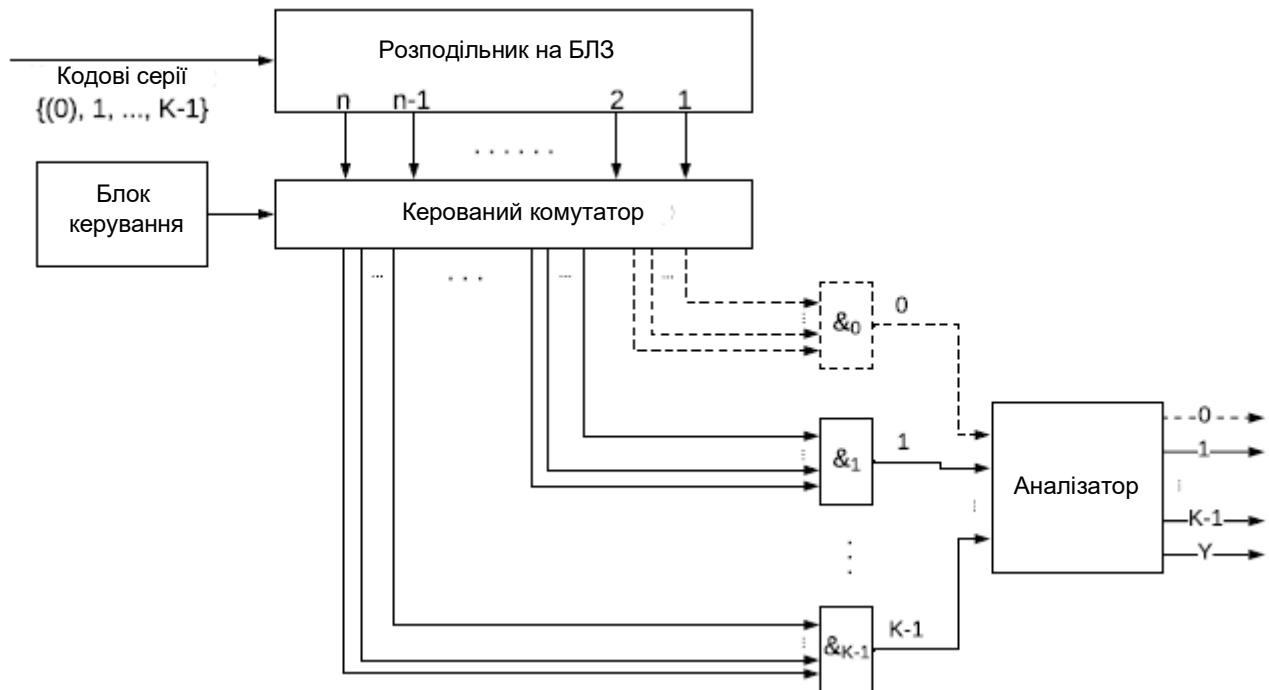 Розподільник на БЛЗ
Кодові серії
{(0), 1, ..., K-1}
n n-1 ...... 2 1
Блок
керування
Керований комутатор
... ... ... ... 
&0
0
&1
1
...
&K-1
K-1
Аналізатор
0
1
K-1
Y